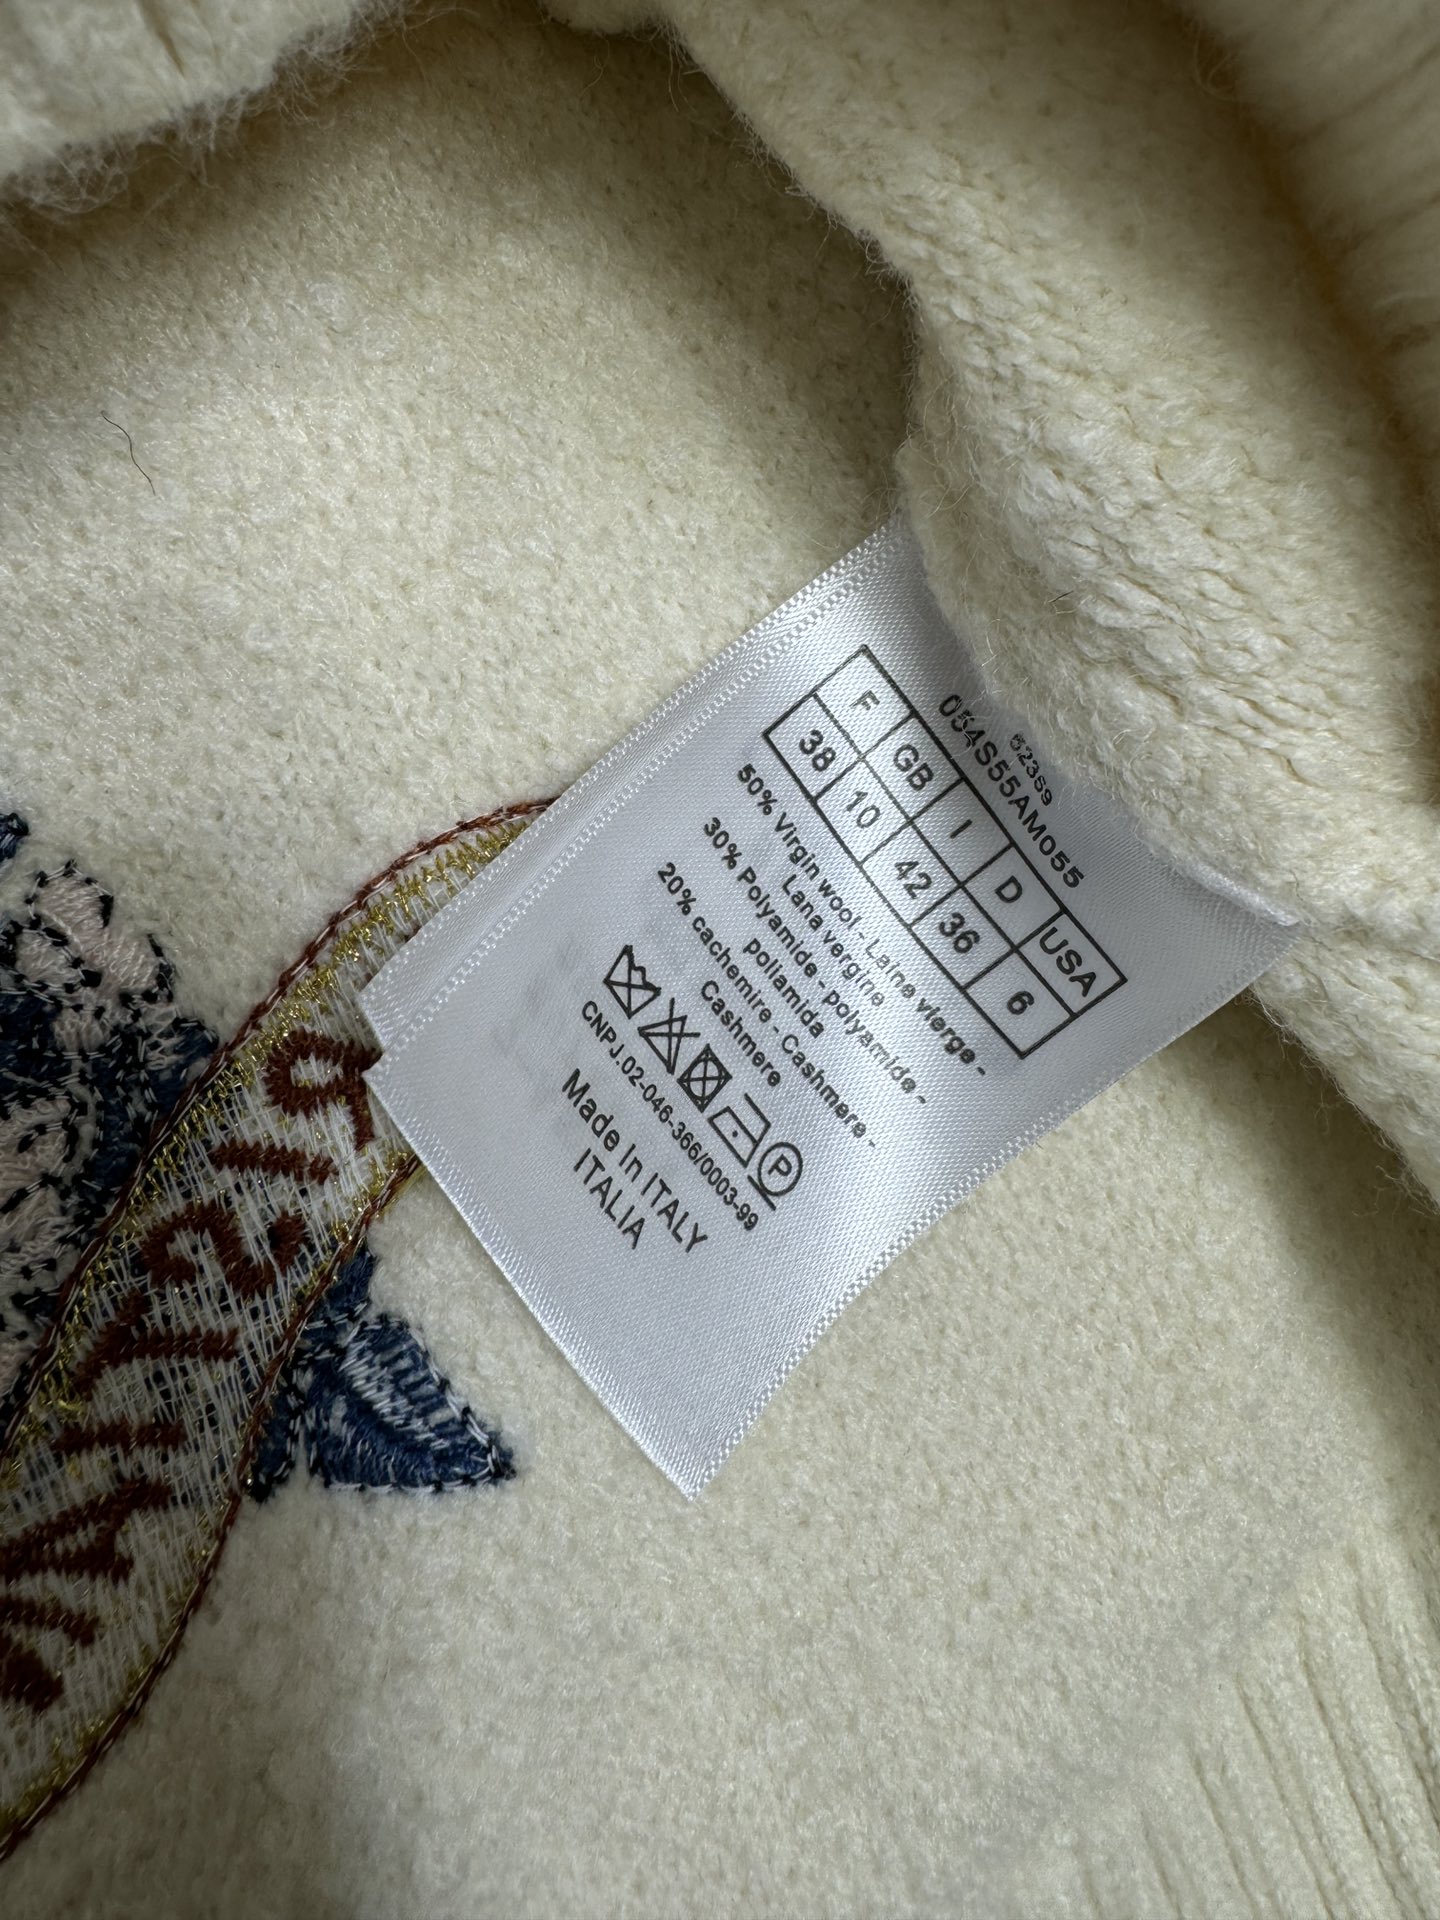 62369
054S55AM055
F GB I D USA
38 10 42 36 6
50% Virgin wool - Laine vierge -
Lana vergine
30% Polyamide - polyamide -
poliamida
20% cachemire - Cashmere -
Cashmere
P
CNPJ.02-046-366/0003-99
Made In ITALY
ITALIA